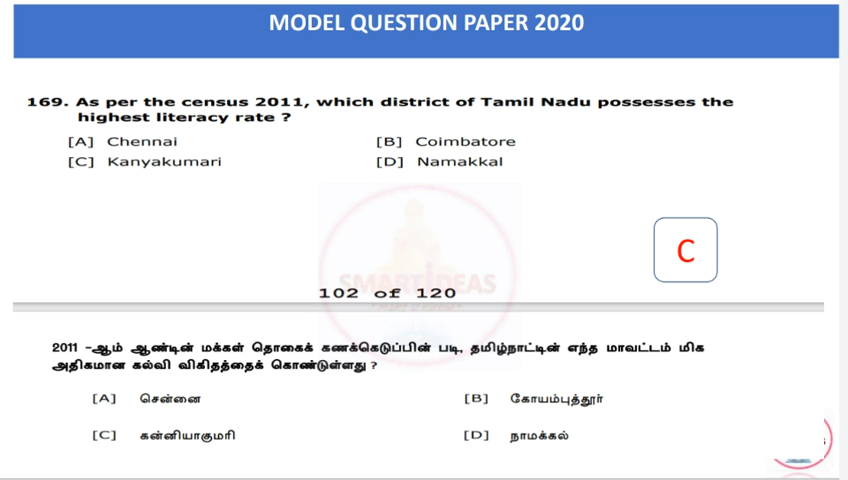 MODEL QUESTION PAPER 2020
169. As per the census 2011, which district of Tamil Nadu possesses the
highest literacy rate ?
[A] Chennai
[B] Coimbatore
[C] Kanyakumari
[D] Namakkal
C
SMART IDEAS
102 of 120
2011 -ஆம் ஆண்டின் மக்கள் தொகைக் கணக்கெடுப்பின் படி, தமிழ்நாட்டின் எந்த மாவட்டம் மிக
அதிகமான கல்வி விகிதத்தைக் கொண்டுள்ளது ?
[A] சென்னை
[B] கோயம்புத்தூர்
[C] கன்னியாகுமரி
[D] நாமக்கல்